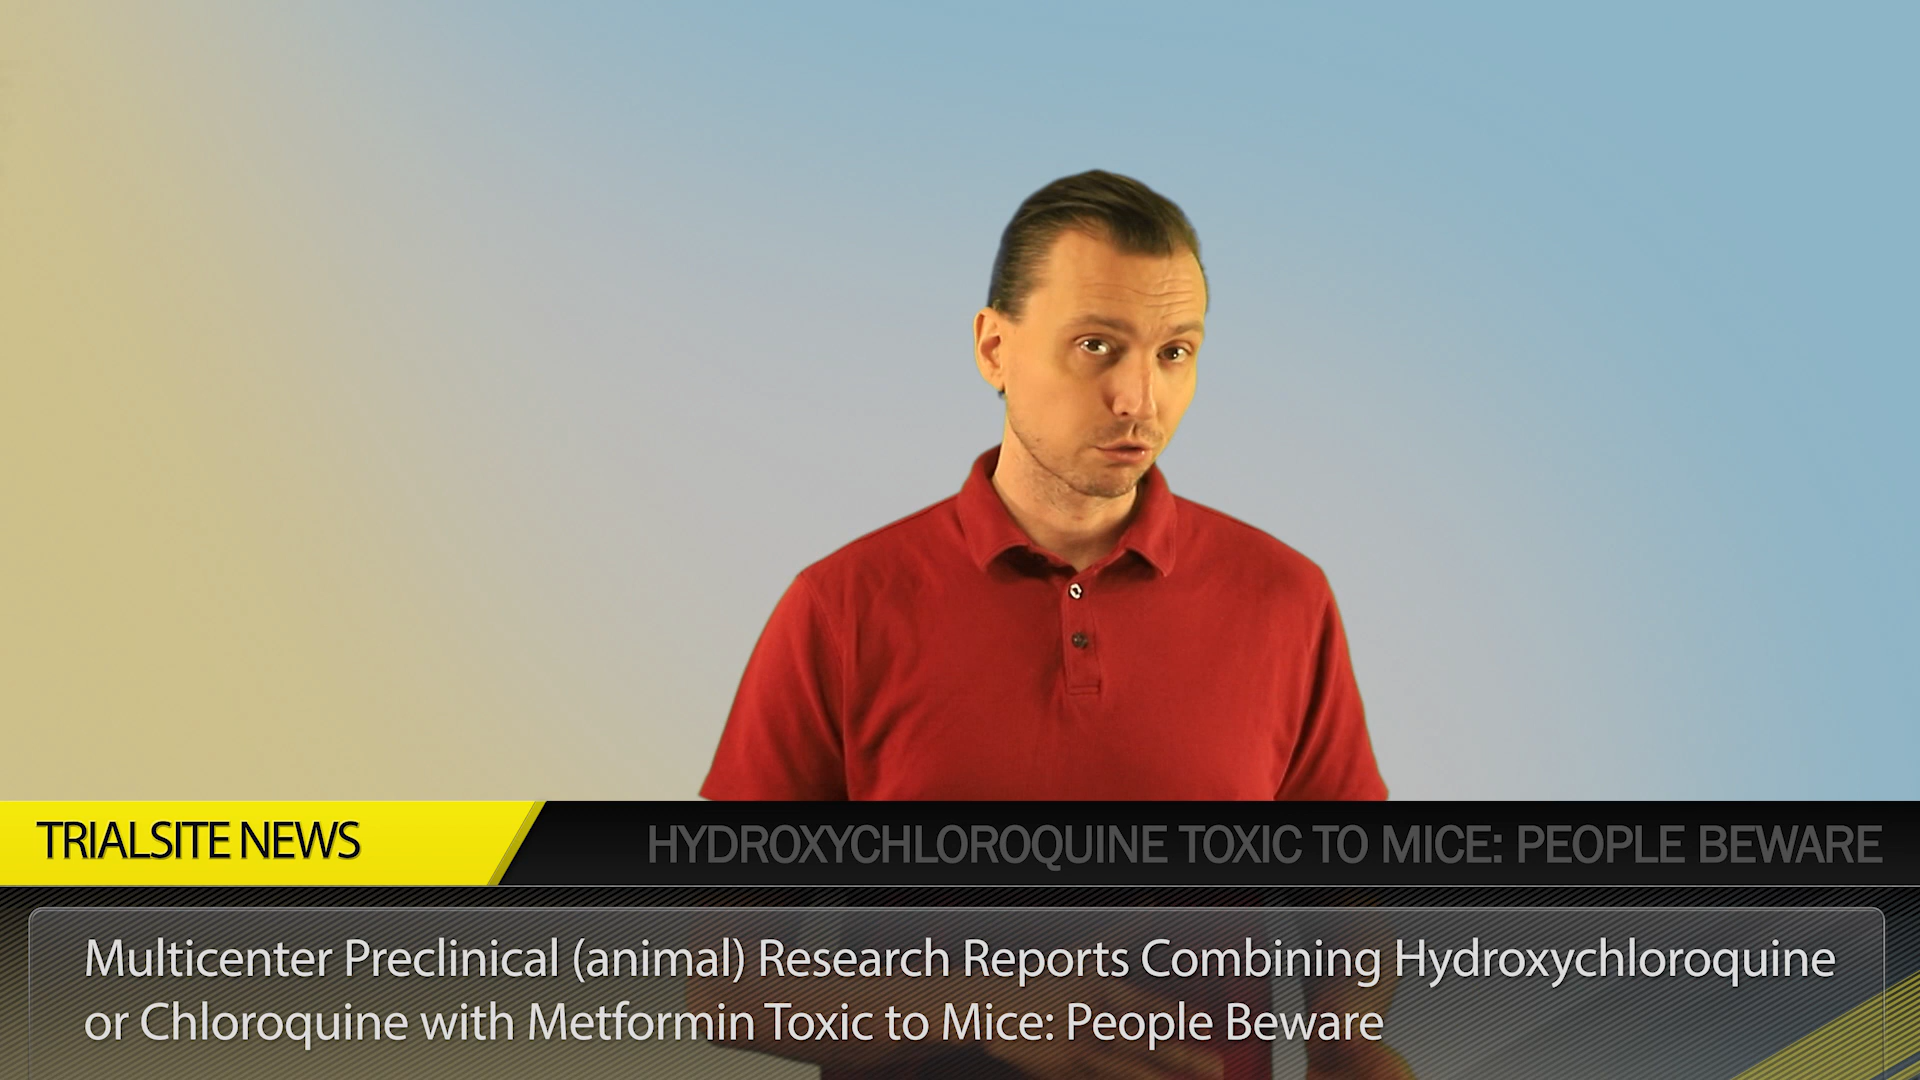 TRIALSITE NEWS
HYDROXYCHLOROQUINE TOXIC TO MICE: PEOPLE BEWARE
Multicenter Preclinical (animal) Research Reports Combining Hydroxychloroquine
or Chloroquine with Metformin Toxic to Mice: People Beware